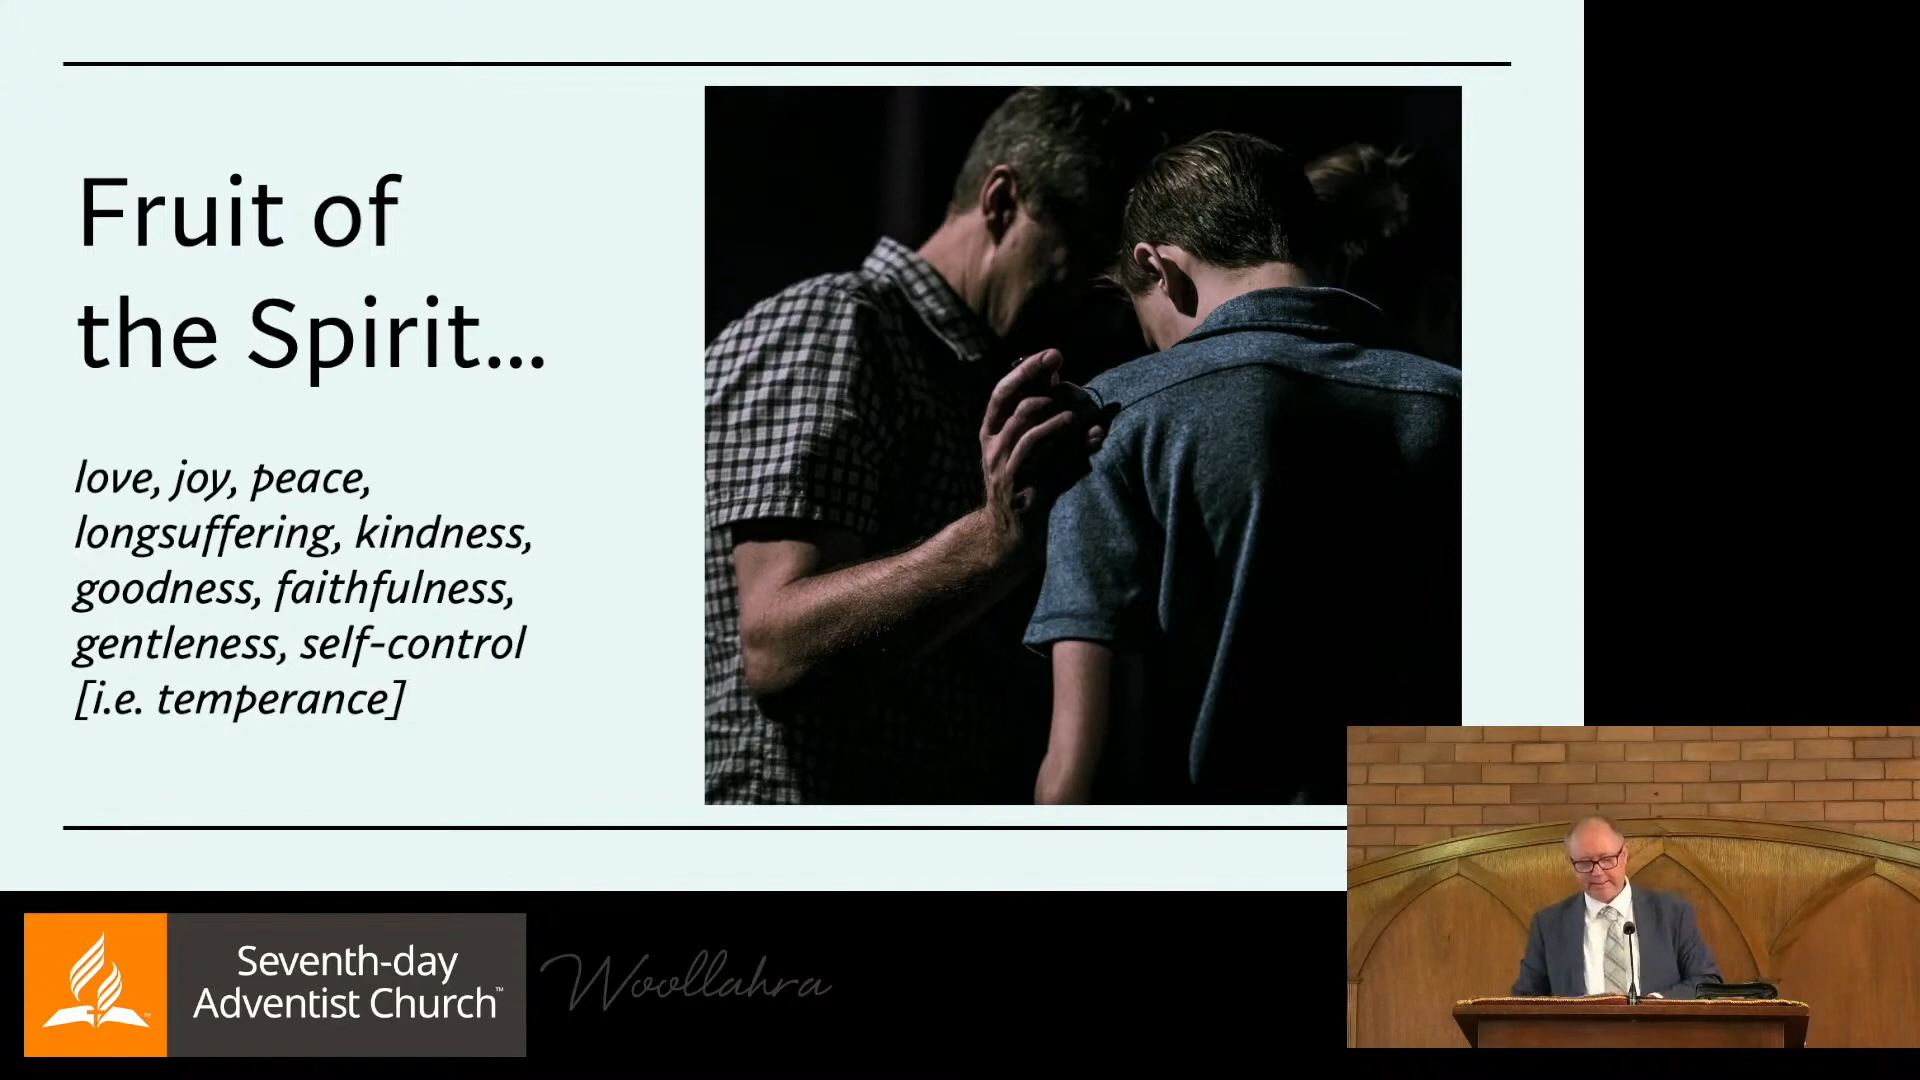 Fruit of
the Spirit...
love, joy, peace,
longsuffering, kindness,
goodness, faithfulness,
gentleness, self-control
[i.e. temperance]
Seventh-day
Adventist Church™
Woollahra